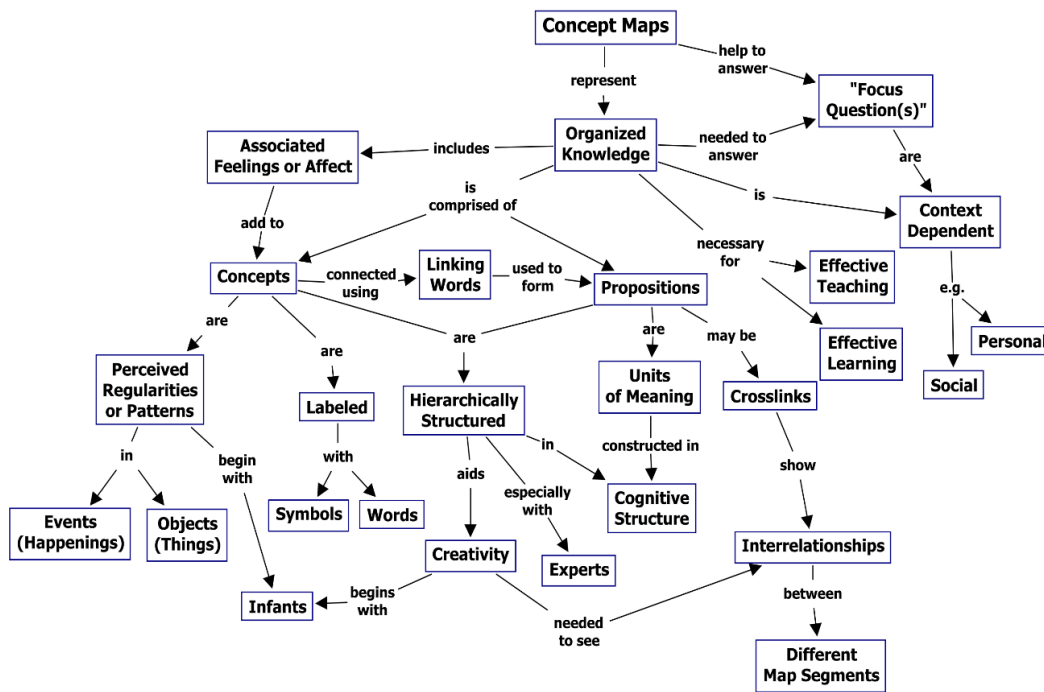 Concept Maps
help to
answer
represent
"Focus
Question(s)"
Organized
Knowledge
needed to
answer
Associated
Feelings or Affect
includes
are
is
comprised of
is
Context
Dependent
add to
necessary
for
Concepts
connected
using
Linking
Words
used to
form
Propositions
Effective
Teaching
e.g.
are
are
are
are
may be
Effective
Learning
Personal
Social
Perceived
Regularities
or Patterns
Labeled
Hierarchically
Structured
Units
of Meaning
Crosslinks
in
begin
with
with
aids
especially
with
in
constructed in
show
Events
(Happenings)
Objects
(Things)
Symbols
Words
Cognitive
Structure
Creativity
Experts
Interrelationships
Infants
begins
with
needed
to see
between
Different
Map Segments